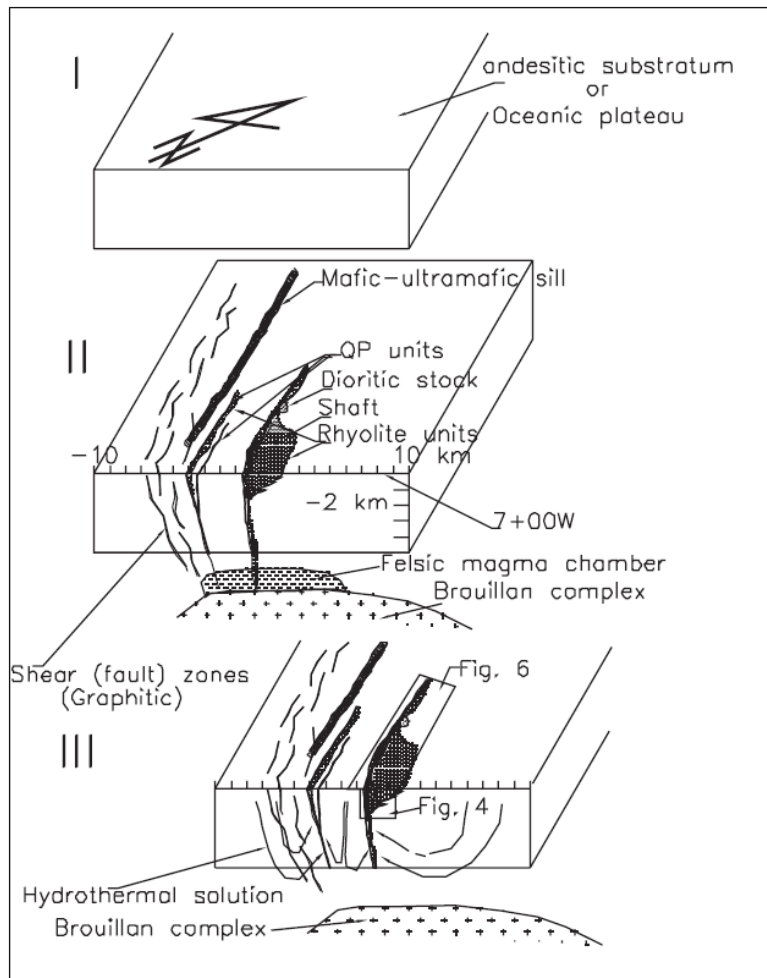 I
andesitic substratum
or
Oceanic plateau
II
Mafic-ultramafic sill
QP units
Dioritic stock
Shaft
Rhyolite units
-10
10 km
-2 km
7+00W
Felsic magma chamber
Brouillan complex
Shear (fault) zones
(Graphitic)
III
Fig. 6
Fig. 4
Hydrothermal solution
Brouillan complex